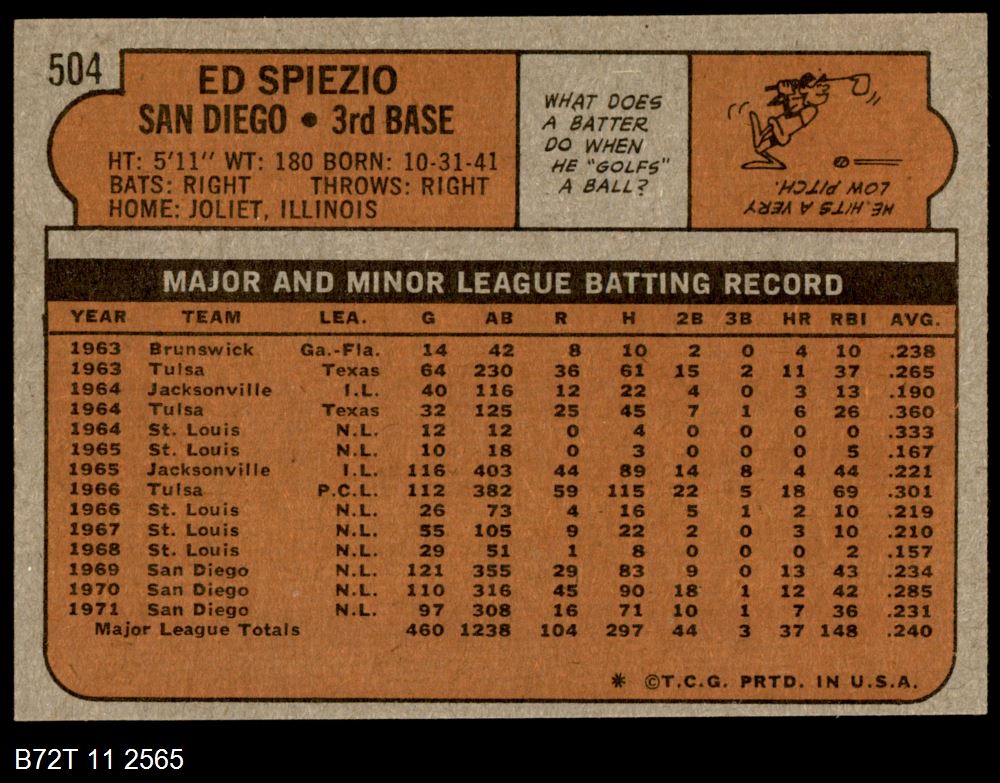 504
ED SPIEZIO
SAN DIEGO • 3rd BASE
HT: 5'11" WT: 180 BORN: 10-31-41
BATS: RIGHT THROWS: RIGHT
HOME: JOLIET, ILLINOIS
WHAT DOES
A BATTER
DO WHEN
HE "GOLFS"
A BALL?
HE HITS A VERY
LOW PITCH.
MAJOR AND MINOR LEAGUE BATTING RECORD
YEAR TEAM LEA. G AB R H 2B 3B HR RBI AVG.
1963 Brunswick Ga.-Fla. 14 42 8 10 2 0 4 10 .238
1963 Tulsa Texas 64 230 36 61 15 2 11 37 .265
1964 Jacksonville I.L. 40 116 12 22 4 0 3 13 .190
1964 Tulsa Texas 32 125 25 45 7 1 6 26 .360
1964 St. Louis N.L. 12 12 0 4 0 0 0 0 .333
1965 St. Louis N.L. 10 18 0 3 0 0 0 5 .167
1965 Jacksonville I.L. 116 403 44 89 14 8 4 44 .221
1966 Tulsa P.C.L. 112 382 59 115 22 5 18 69 .301
1966 St. Louis N.L. 26 73 4 16 5 1 2 10 .219
1967 St. Louis N.L. 55 105 9 22 2 0 3 10 .210
1968 St. Louis N.L. 29 51 1 8 0 0 0 2 .157
1969 San Diego N.L. 121 355 29 83 9 0 13 43 .234
1970 San Diego N.L. 110 316 45 90 18 1 12 42 .285
1971 San Diego N.L. 97 308 16 71 10 1 7 36 .231
Major League Totals 460 1238 104 297 44 3 37 148 .240
* ©T.C.G. PRTD. IN U.S.A.
B72T 11 2565